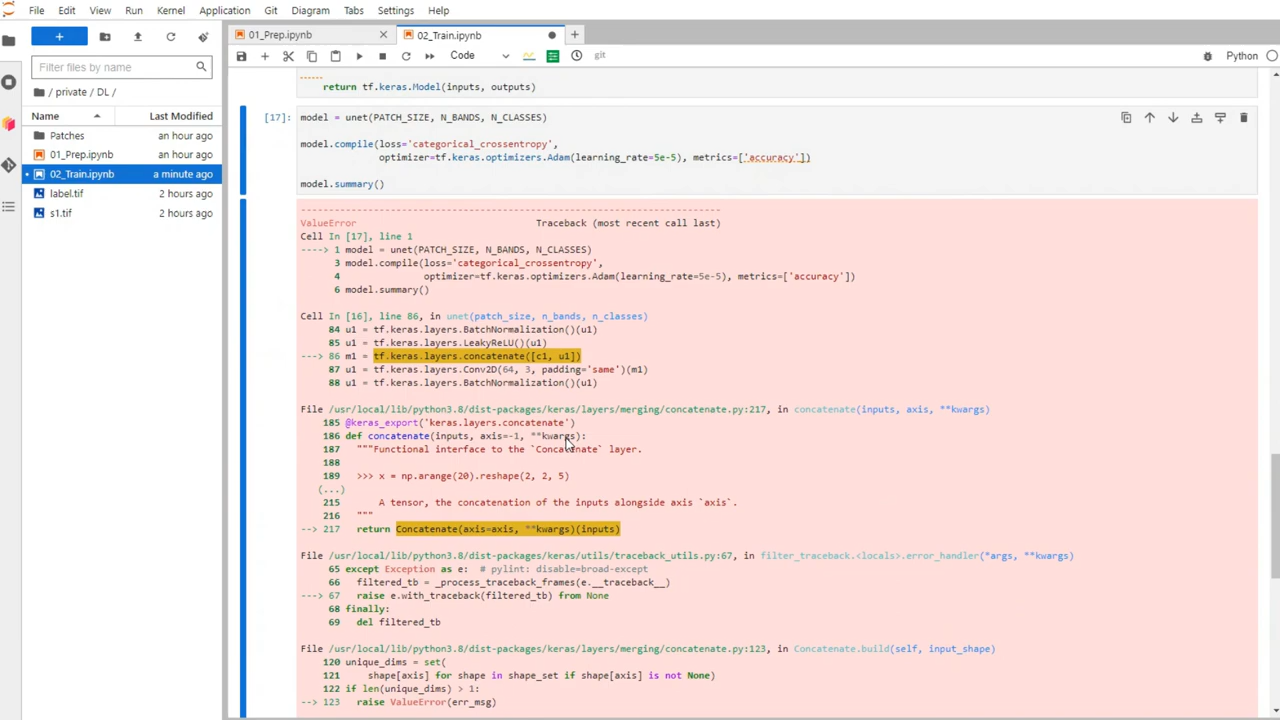 File Edit View Run Kernel Application Git Diagram Tabs Settings Help
01_Prep.ipynb
02_Train.ipynb
Code
git
Python
Filter files by name
/ private / DL /
Name
Last Modified
Patches an hour ago
01_Prep.ipynb an hour ago
02_Train.ipynb a minute ago
label.tif 2 hours ago
s1.tif 2 hours ago
return tf.keras.Model(inputs, outputs)
[17]: model = unet(PATCH_SIZE, N_BANDS, N_CLASSES)
model.compile(loss='categorical_crossentropy',
optimizer=tf.keras.optimizers.Adam(learning_rate=5e-5), metrics=['accuracy'])
model.summary()
---------------------------------------------------------------------------
ValueError Traceback (most recent call last)
Cell In [17], line 1
----> 1 model = unet(PATCH_SIZE, N_BANDS, N_CLASSES)
3 model.compile(loss='categorical_crossentropy',
4 optimizer=tf.keras.optimizers.Adam(learning_rate=5e-5), metrics=['accuracy'])
6 model.summary()
Cell In [16], line 86, in unet(patch_size, n_bands, n_classes)
84 u1 = tf.keras.layers.BatchNormalization()(u1)
85 u1 = tf.keras.layers.LeakyReLU()(u1)
---> 86 m1 = tf.keras.layers.concatenate([c1, u1])
87 u1 = tf.keras.layers.Conv2D(64, 3, padding='same')(m1)
88 u1 = tf.keras.layers.BatchNormalization()(u1)
File /usr/local/lib/python3.8/dist-packages/keras/layers/merging/concatenate.py:217, in concatenate(inputs, axis, **kwargs)
185 @keras_export('keras.layers.concatenate')
186 def concatenate(inputs, axis=-1, **kwargs):
187 """Functional interface to the `Concatenate` layer.
188
189 >>> x = np.arange(20).reshape(2, 2, 5)
(...)
215 A tensor, the concatenation of the inputs alongside axis `axis`.
216 """
--> 217 return Concatenate(axis=axis, **kwargs)(inputs)
File /usr/local/lib/python3.8/dist-packages/keras/utils/traceback_utils.py:67, in filter_traceback.<locals>.error_handler(*args, **kwargs)
65 except Exception as e: # pylint: disable=broad-except
66 filtered_tb = _process_traceback_frames(e.__traceback__)
---> 67 raise e.with_traceback(filtered_tb) from None
68 finally:
69 del filtered_tb
File /usr/local/lib/python3.8/dist-packages/keras/layers/merging/concatenate.py:123, in Concatenate.build(self, input_shape)
120 unique_dims = set(
121 shape[axis] for shape in shape_set if shape[axis] is not None)
122 if len(unique_dims) > 1:
--> 123 raise ValueError(err_msg)